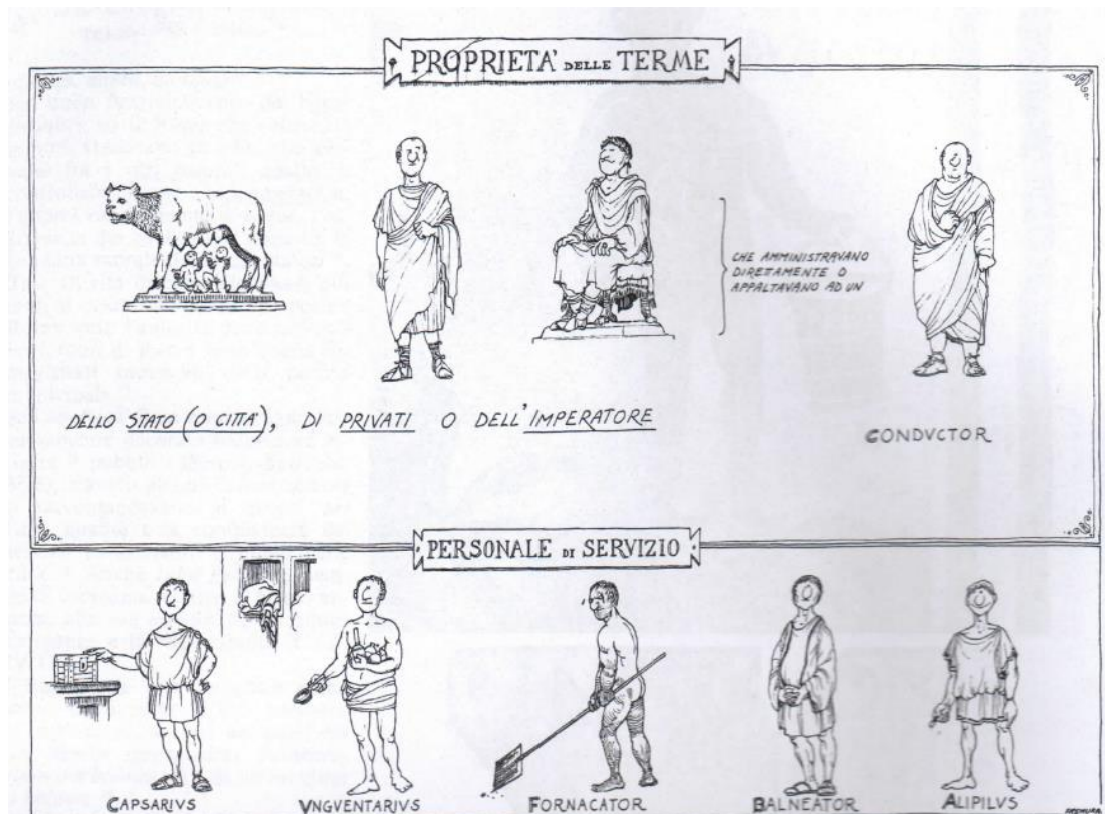 PROPRIETA' DELLE TERME
CHE AMMINISTRAVANO
DIRETTAMENTE O
APPALTAVANO AD UN
DELLO STATO (O CITTA'), DI PRIVATI O DELL'IMPERATORE
CONDVCTOR
PERSONALE DI SERVIZIO
CAPSARIVS
VNGVENTARIVS
FORNACATOR
BALNEATOR
ALIPILVS